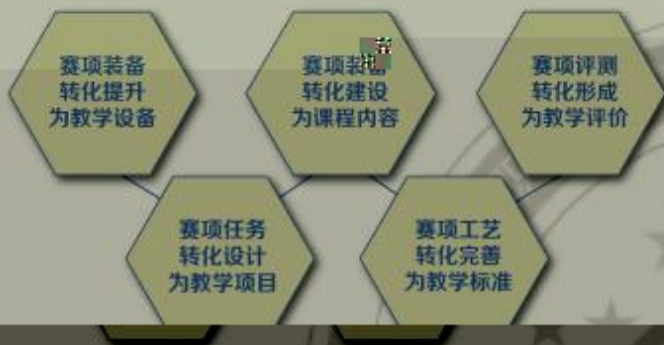 赛项装备
转化提升
为教学设备
赛项装
转化建设
为课程内容
赛项评测
转化形成
为教学评价
赛项任务
转化设计
为教学项目
赛项工艺
转化完善
为教学标准